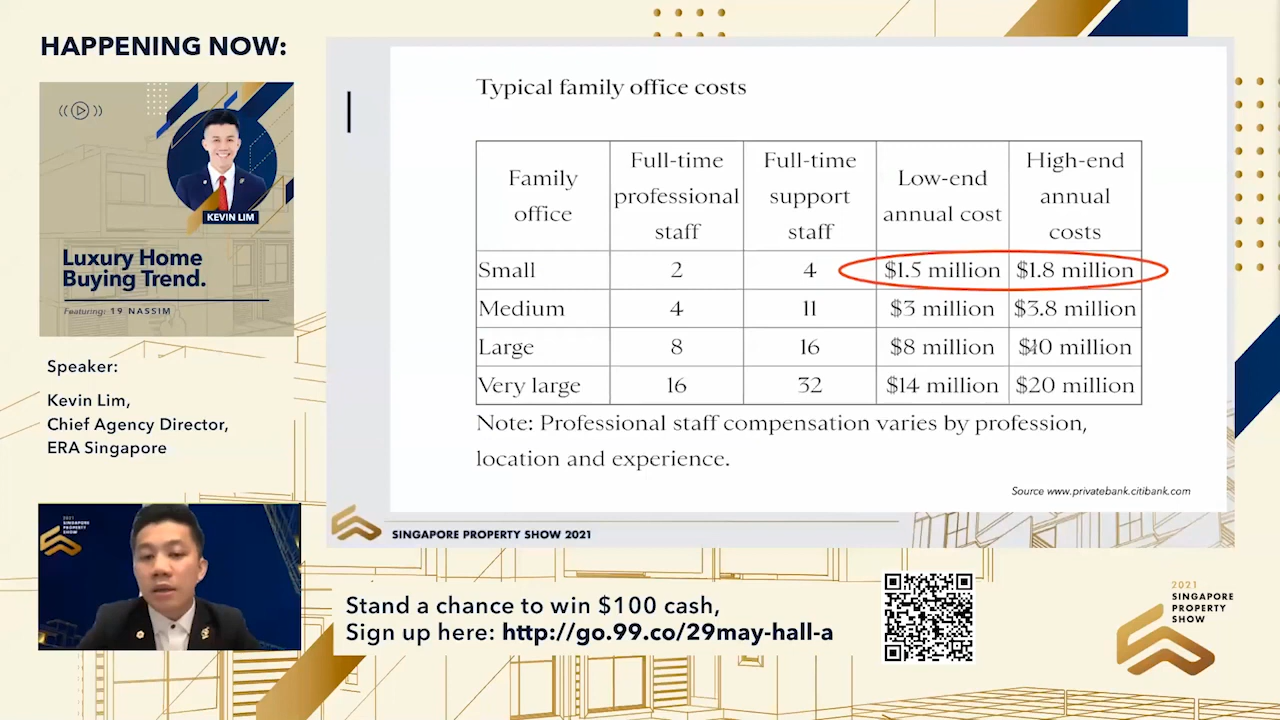 HAPPENING NOW:
KEVIN LIM
Luxury Home
Buying Trend.
Featuring: 19 NASSIM
Speaker:
Kevin Lim,
Chief Agency Director,
ERA Singapore
2021
SINGAPORE
PROPERTY
SHOW
Typical family office costs
Family office | Full-time professional staff | Full-time support staff | Low-end annual cost | High-end annual costs
Small | 2 | 4 | $1.5 million | $1.8 million
Medium | 4 | 11 | $3 million | $3.8 million
Large | 8 | 16 | $8 million | $10 million
Very large | 16 | 32 | $14 million | $20 million
Note: Professional staff compensation varies by profession,
location and experience.
Source www.privatebank.citibank.com
SINGAPORE PROPERTY SHOW 2021
Stand a chance to win $100 cash,
Sign up here: http://go.99.co/29may-hall-a
2021
SINGAPORE
PROPERTY
SHOW